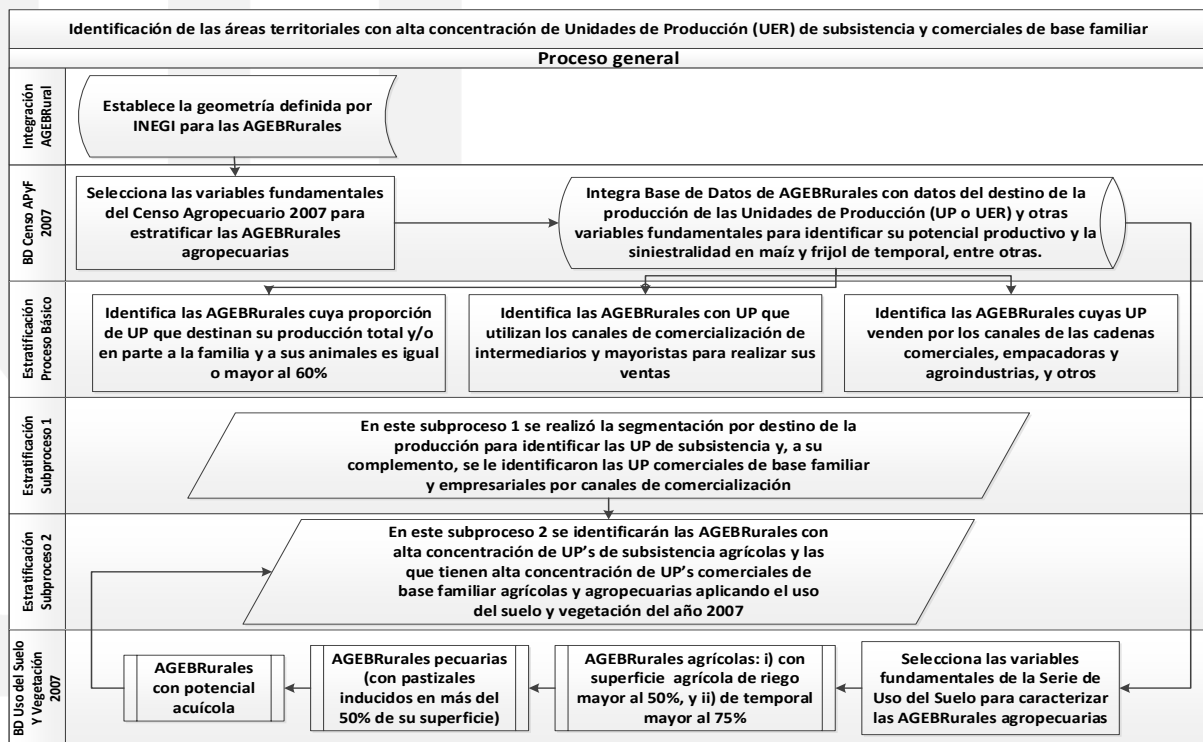 Identificación de las áreas territoriales con alta concentración de Unidades de Producción (UER) de subsistencia y comerciales de base familiar
Proceso general
Integración
AGEBRural
Establece la geometría definida por
INEGI para las AGEBRurales
BD Censo APyF
2007
Selecciona las variables fundamentales
del Censo Agropecuario 2007 para
estratificar las AGEBRurales
agropecuarias
Integra Base de Datos de AGEBRurales con datos del destino de la
producción de las Unidades de Producción (UP o UER) y otras
variables fundamentales para identificar su potencial productivo y la
siniestralidad en maíz y frijol de temporal, entre otras.
Estratificación
Proceso Básico
Identifica las AGEBRurales cuya proporción
de UP que destinan su producción total y/o
en parte a la familia y a sus animales es igual
o mayor al 60%
Identifica las AGEBRurales con UP que
utilizan los canales de comercialización de
intermediarios y mayoristas para realizar sus
ventas
Identifica las AGEBRurales cuyas UP
venden por los canales de las cadenas
comerciales, empacadoras y
agroindustrias, y otros
Estratificación
Subproceso 1
En este subproceso 1 se realizó la segmentación por destino de la
producción para identificar las UP de subsistencia y, a su
complemento, se le identificaron las UP comerciales de base familiar
y empresariales por canales de comercialización
Estratificación
Subproceso 2
En este subproceso 2 se identificarán las AGEBRurales con
alta concentración de UP's de subsistencia agrícolas y las
que tienen alta concentración de UP's comerciales de
base familiar agrícolas y agropecuarias aplicando el uso
del suelo y vegetación del año 2007
BD Uso del Suelo
Y Vegetación
2007
AGEBRurales
con potencial
acuícola
AGEBRurales pecuarias
(con pastizales
inducidos en más del
50% de su superficie)
AGEBRurales agrícolas: i) con
superficie agrícola de riego
mayor al 50%, y ii) de temporal
mayor al 75%
Selecciona las variables
fundamentales de la Serie de
Uso del Suelo para caracterizar
las AGEBRurales agropecuarias